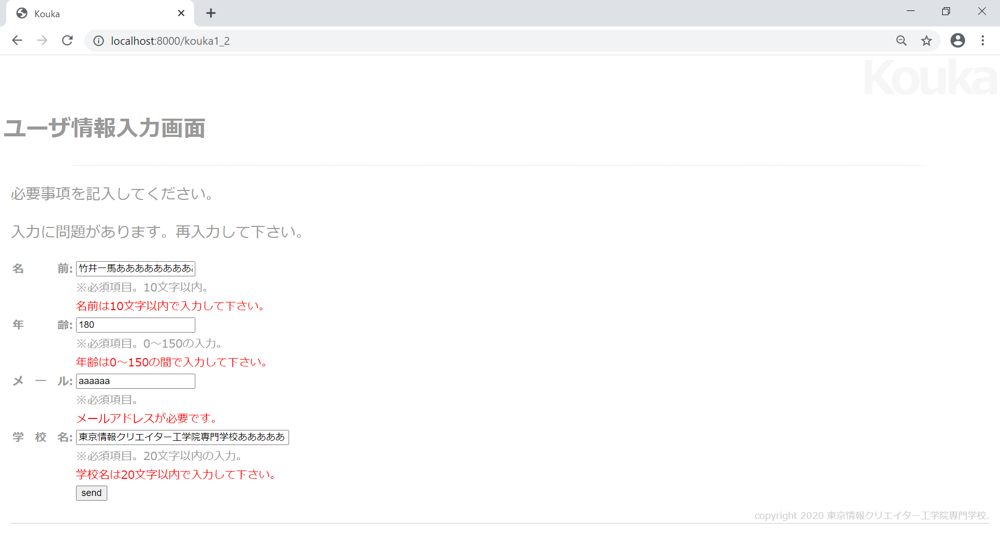 Kouka
localhost:8000/kouka1_2
Kouka
ユーザ情報入力画面
必要事項を記入してください。
入力に問題があります。再入力して下さい。
名 前: 竹井一馬ああああああああ
※必須項目。10文字以内。
名前は10文字以内で入力して下さい。
年 齢: 180
※必須項目。0～150の入力。
年齢は0～150の間で入力して下さい。
メ ー ル: aaaaaa
※必須項目。
メールアドレスが必要です。
学 校 名: 東京情報クリエイター工学院専門学校あああああ
※必須項目。20文字以内の入力。
学校名は20文字以内で入力して下さい。
send
copyright 2020 東京情報クリエイター工学院専門学校.